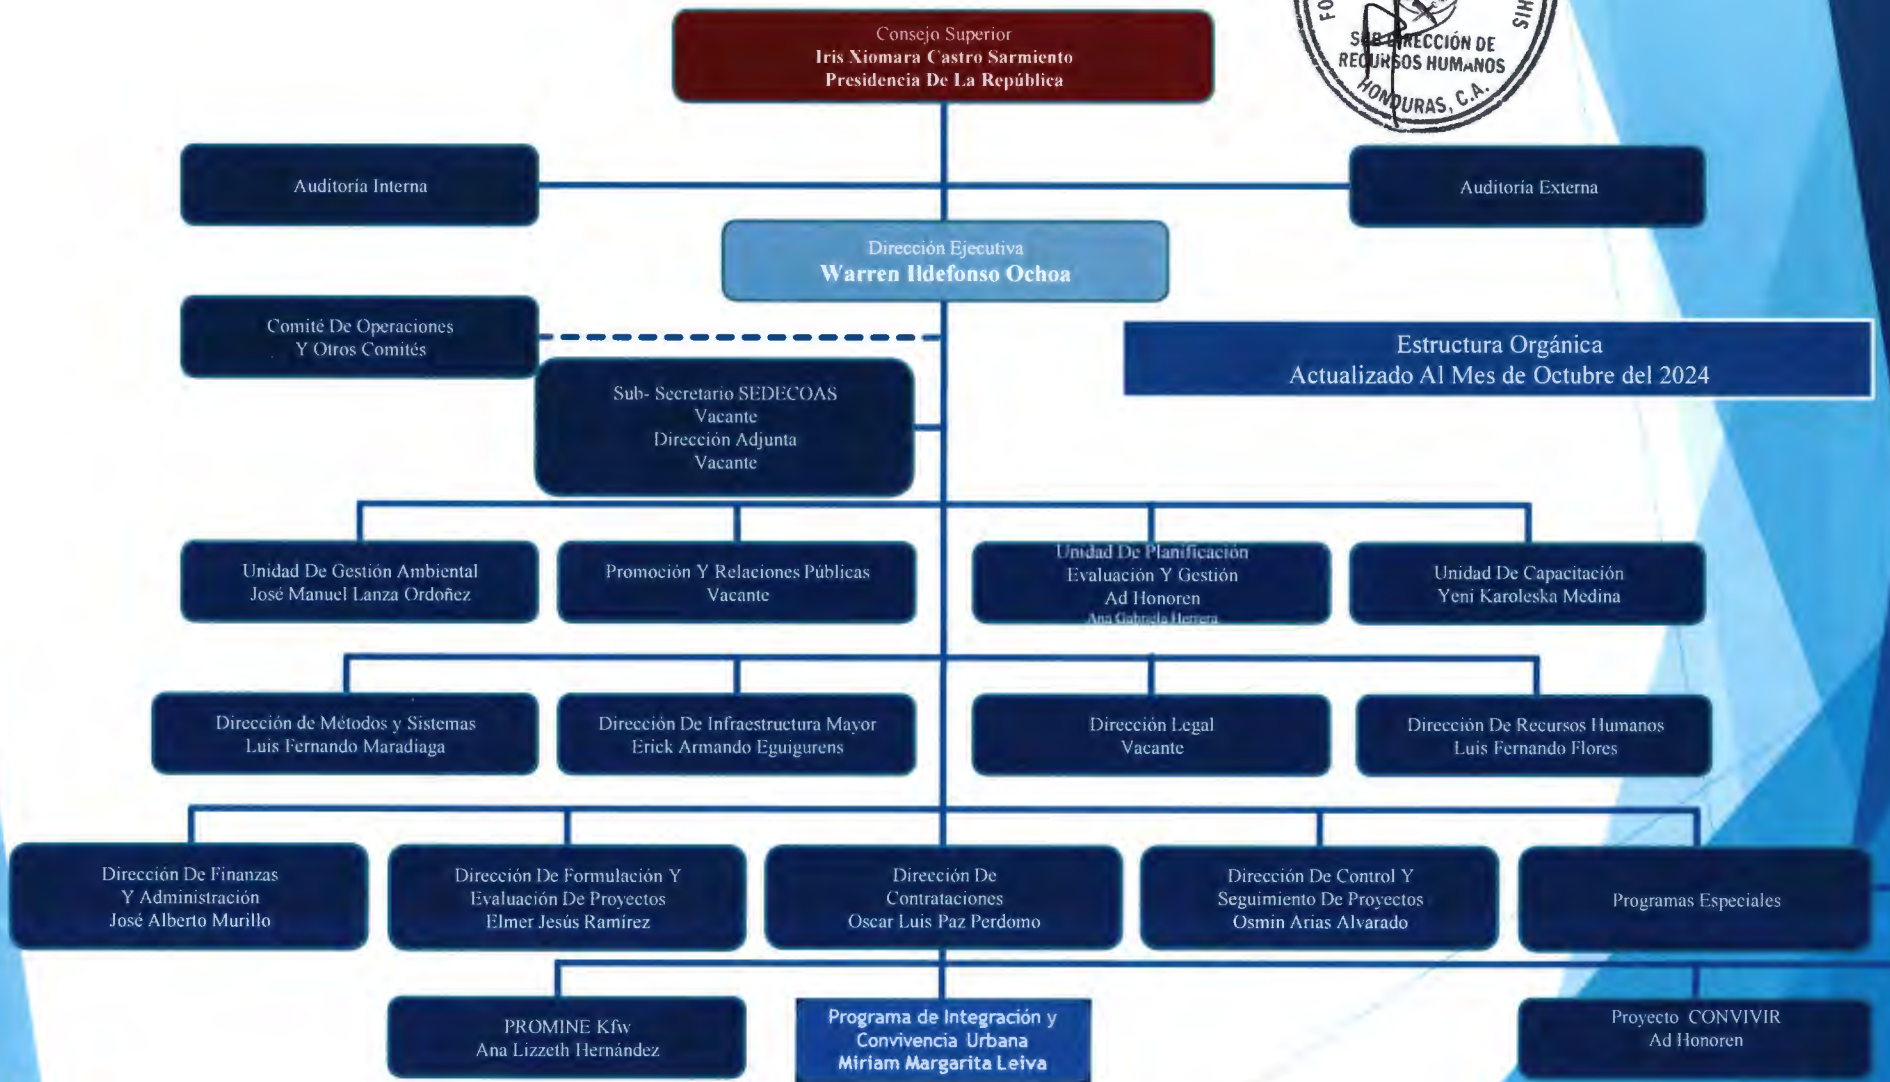 Consejo Superior
Iris Xiomara Castro Sarmiento
Presidencia De La República
SUB DIRECCIÓN DE
RECURSOS HUMANOS
HONDURAS, C.A.
Auditoría Interna
Auditoría Externa
Dirección Ejecutiva
Warren Ildefonso Ochoa
Comité De Operaciones
Y Otros Comités
Estructura Orgánica
Actualizado Al Mes de Octubre del 2024
Sub- Secretario SEDECOAS
Vacante
Dirección Adjunta
Vacante
Unidad De Gestión Ambiental
José Manuel Lanza Ordoñez
Promoción Y Relaciones Públicas
Vacante
Unidad De Planificación
Evaluación Y Gestión
Ad Honoren
Ana Gabriela Herrera
Unidad De Capacitación
Yeni Karoleska Medina
Dirección de Métodos y Sistemas
Luis Fernando Maradiaga
Dirección De Infraestructura Mayor
Erick Armando Eguigurens
Dirección Legal
Vacante
Dirección De Recursos Humanos
Luis Fernando Flores
Dirección De Finanzas
Y Administración
José Alberto Murillo
Dirección De Formulación Y
Evaluación De Proyectos
Elmer Jesús Ramírez
Dirección De
Contrataciones
Oscar Luis Paz Perdomo
Dirección De Control Y
Seguimiento De Proyectos
Osmin Arias Alvarado
Programas Especiales
PROMINE Kfw
Ana Lizzeth Hernández
Programa de Integración y
Convivencia Urbana
Miriam Margarita Leiva
Proyecto CONVIVIR
Ad Honoren